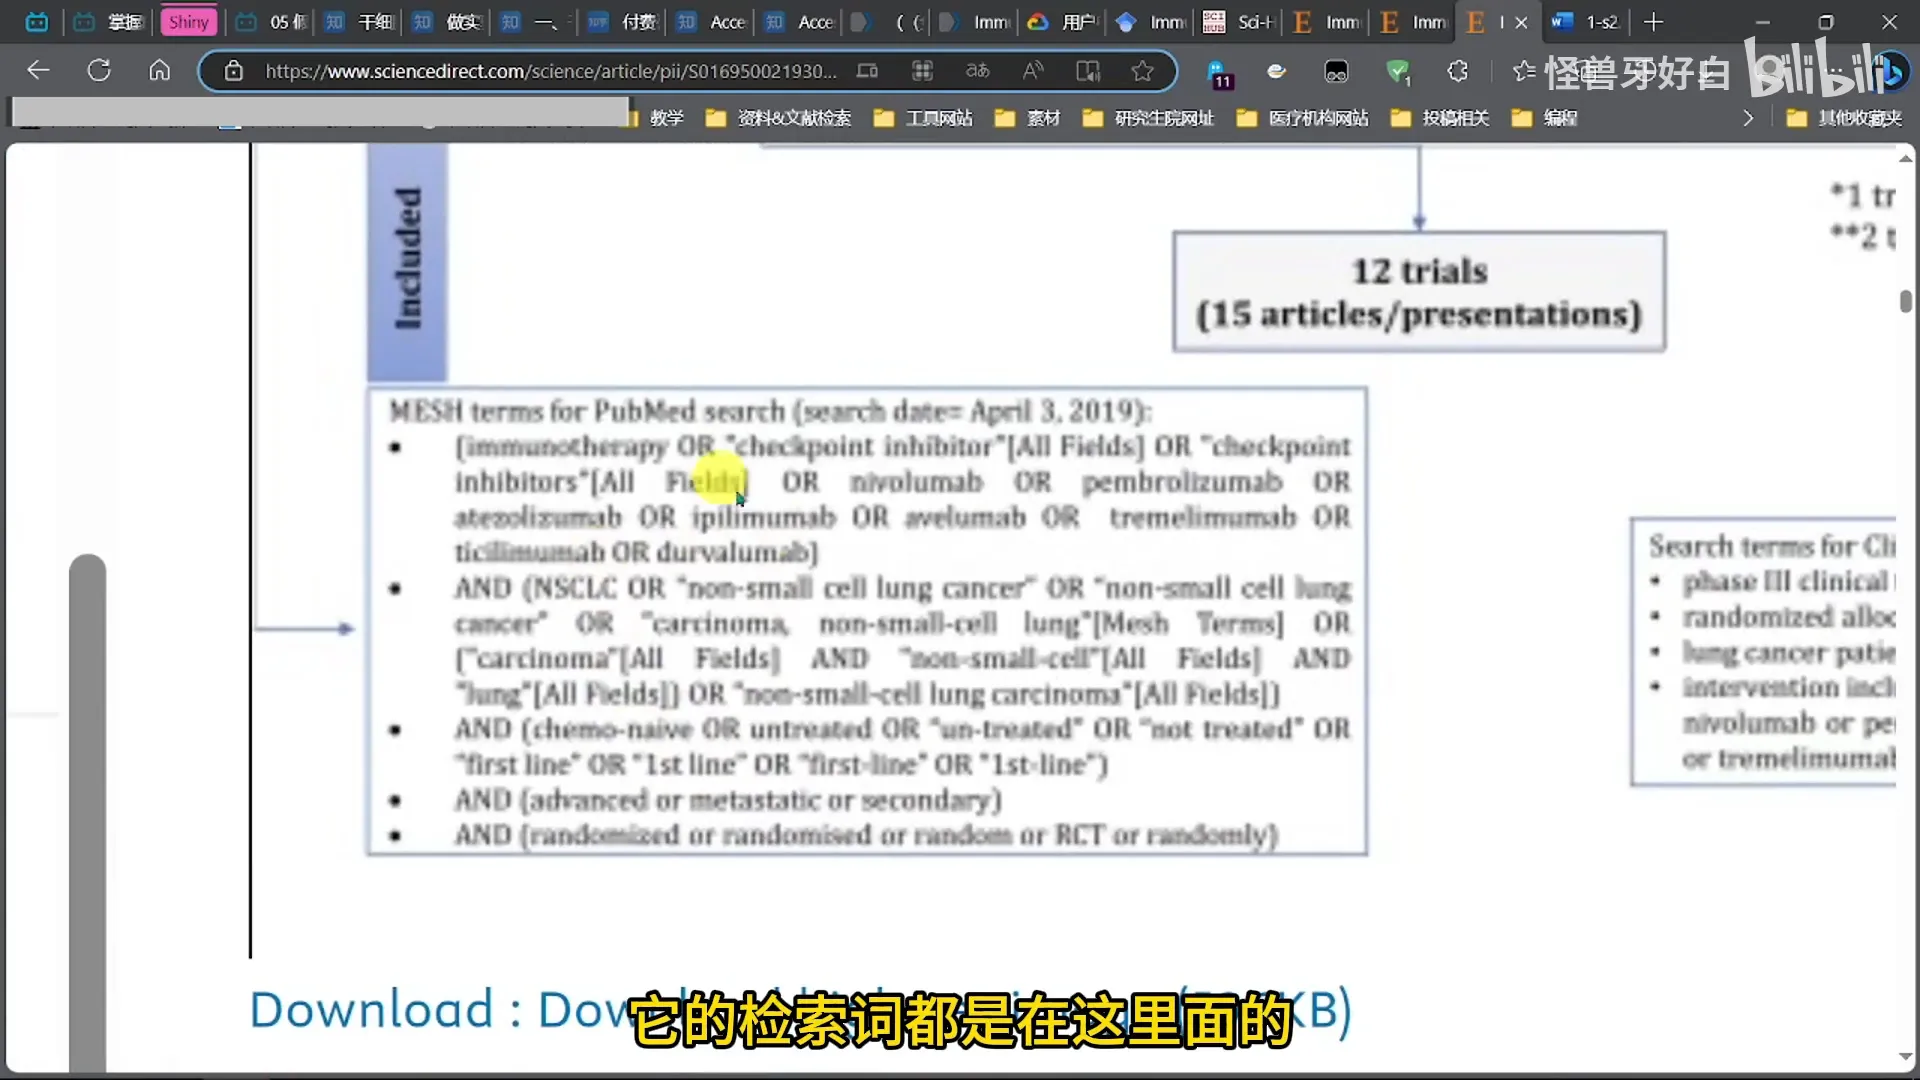 掌握
Shiny
05 假
知 干细
知 做实
知 一、
付费
知 Acce
知 Acce
Imm
用户
Imm
SCI HUB Sci-H
E Imm
E Imm
E I
1-s2
https://www.sciencedirect.com/science/article/pii/S016950021930...
11
1
怪兽牙好白 bilibili
教学
资料&文献检索
工具网站
素材
研究生院网址
医疗机构网站
投稿相关
编程
其他收藏夹
Included
12 trials
(15 articles/presentations)
*1 tr
**2 t
MESH terms for PubMed search (search date= April 3, 2019):
• (immunotherapy OR "checkpoint inhibitor"[All Fields] OR "checkpoint
inhibitors"[All Fields] OR nivolumab OR pembrolizumab OR
atezolizumab OR ipilimumab OR avelumab OR tremelimumab OR
ticilimumab OR durvalumab)
• AND (NSCLC OR "non-small cell lung cancer" OR "non-small cell lung
cancer" OR "carcinoma, non-small-cell lung"[Mesh Terms] OR
("carcinoma"[All Fields] AND "non-small-cell"[All Fields] AND
"lung"[All Fields]) OR "non-small-cell lung carcinoma"[All Fields])
• AND (chemo-naive OR untreated OR "un-treated" OR "not treated" OR
"first line" OR "1st line" OR "first-line" OR "1st-line")
• AND (advanced or metastatic or secondary)
• AND (randomized or randomised or random or RCT or randomly)
Search terms for Cli
• phase III clinical
• randomized alloc
• lung cancer patie
• intervention incl
nivolumab or pe
or tremelimumab
Download : Dow KB)
它的检索词都是在这里面的